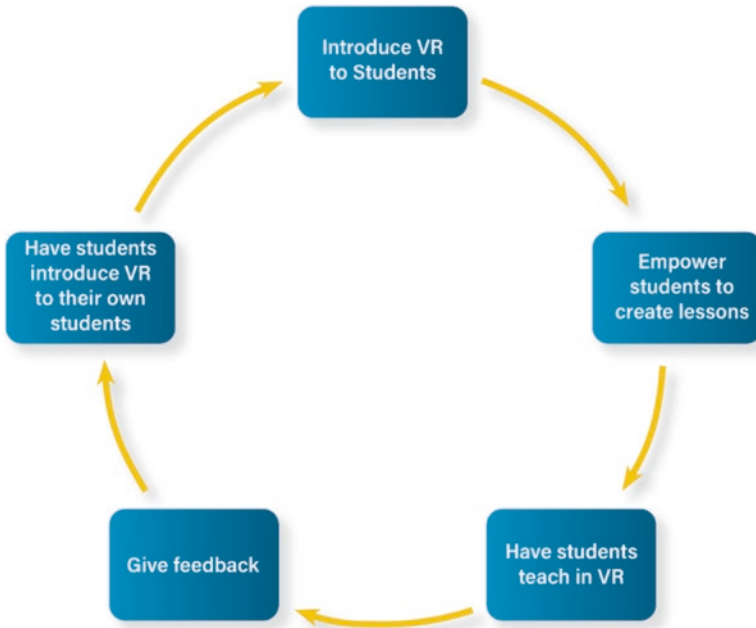 Introduce VR
to Students
Empower
students to
create lessons
Have students
teach in VR
Give feedback
Have students
introduce VR
to their own
students